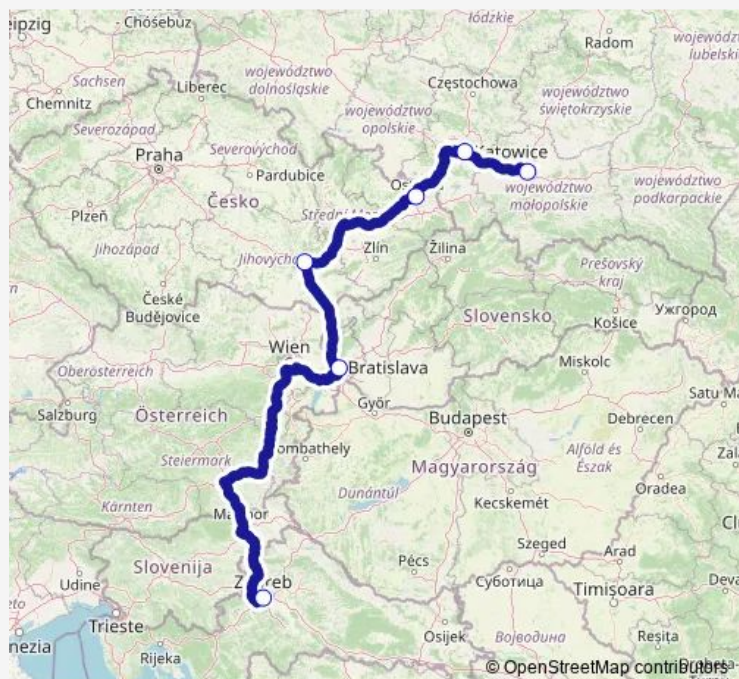 eipzig
Chóśebuz
łódzkie
Radom
województwo
lubelski
Sachsen
Chemnitz
Liberec
województwo
dolnośląskie
Częstochowa
województwo
świętokrzyskie
województwo
opolskie
Severozápad
Praha
Severovýchod
Pardubice
Katowice
Plzeň
Česko
województwo
małopolskie
województwo
podkarpackie
Jihozápad
Zlín
Žilina
Prešovský
kraj
České
Budějovice
Slovensko
Košice
Ужгород
Wien
Oberösterreich
Bratislava
Miskolc
Salzburg
Österreich
Győr
Satu M
Budapest
Debrecen
Steiermark
ombathely
Magyarország
Alföld és
Észak
Oradea
Dunántúl
Kärnten
Kecskemét
Szeged
Arad
Slovenija
Pécs
Суботица
Timișoara
Deva
Udine
Trieste
nezia
Osijek
Војводина
Reșița
Rijeka
© OpenStreetMap contributors